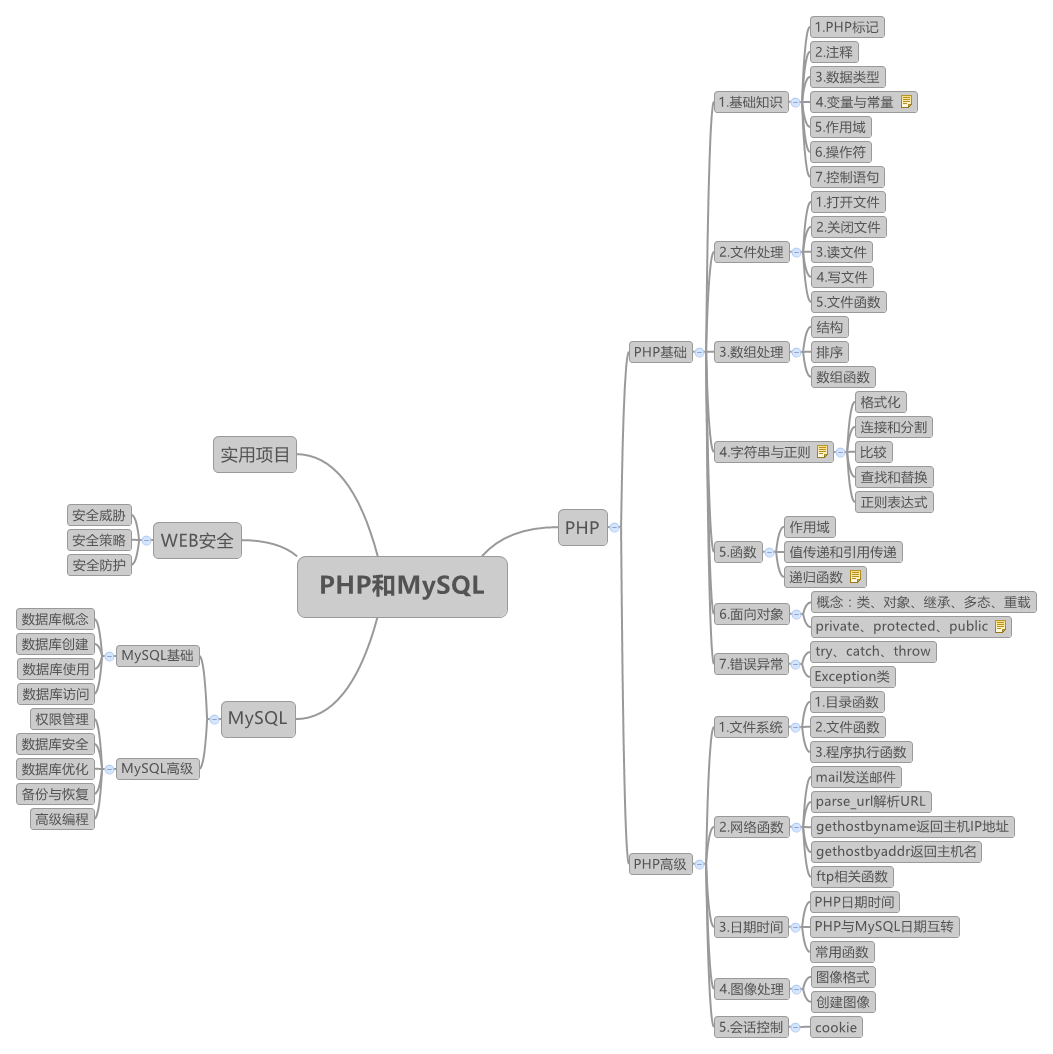 PHP和MySQL
PHP
PHP基础
1.基础知识
1.PHP标记
2.注释
3.数据类型
4.变量与常量
5.作用域
6.操作符
7.控制语句
2.文件处理
1.打开文件
2.关闭文件
3.读文件
4.写文件
5.文件函数
3.数组处理
结构
排序
数组函数
4.字符串与正则
格式化
连接和分割
比较
查找和替换
正则表达式
5.函数
作用域
值传递和引用传递
递归函数
6.面向对象
概念：类、对象、继承、多态、重载
private、protected、public
7.错误异常
try、catch、throw
Exception类
PHP高级
1.文件系统
1.目录函数
2.文件函数
3.程序执行函数
2.网络函数
mail发送邮件
parse_url解析URL
gethostbyname返回主机IP地址
gethostbyaddr返回主机名
ftp相关函数
3.日期时间
PHP日期时间
PHP与MySQL日期互转
常用函数
4.图像处理
图像格式
创建图像
5.会话控制
cookie
实用项目
WEB安全
安全威胁
安全策略
安全防护
MySQL
MySQL基础
数据库概念
数据库创建
数据库使用
数据库访问
MySQL高级
权限管理
数据库安全
数据库优化
备份与恢复
高级编程